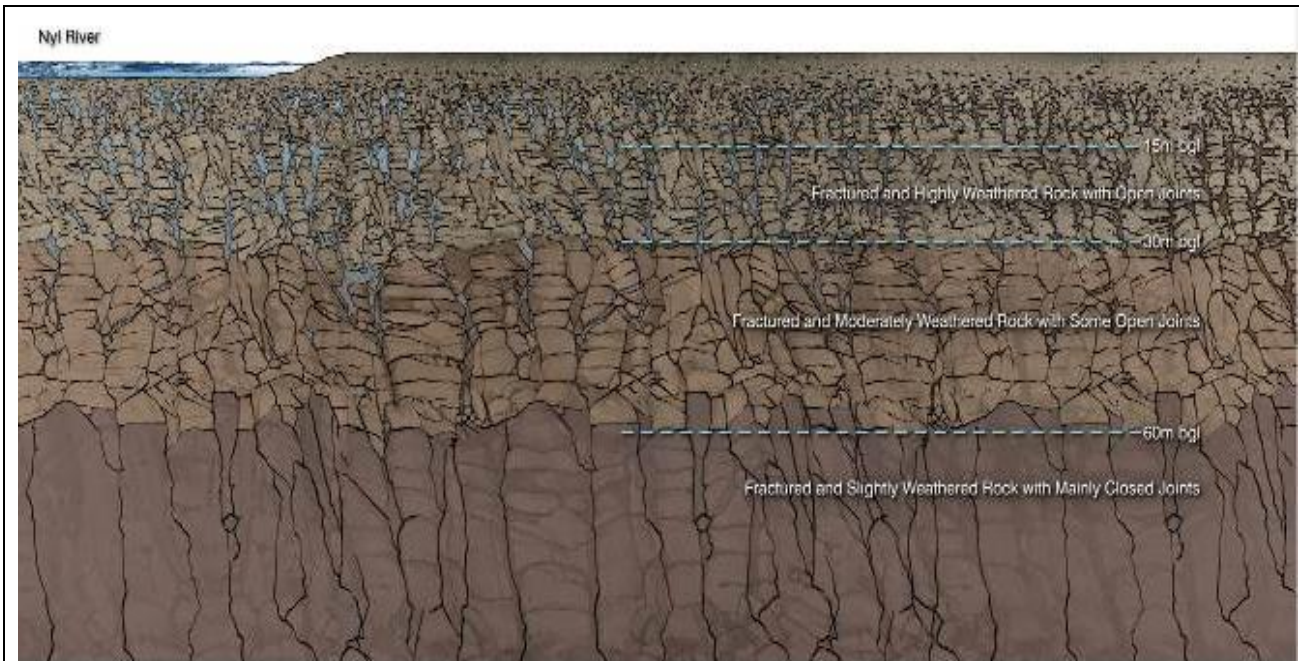 Nyl River
15m bgl
Fractured and Highly Weathered Rock with Open Joints
30m bgl
Fractured and Moderately Weathered Rock with Some Open Joints
60m bgl
Fractured and Slightly Weathered Rock with Mainly Closed Joints